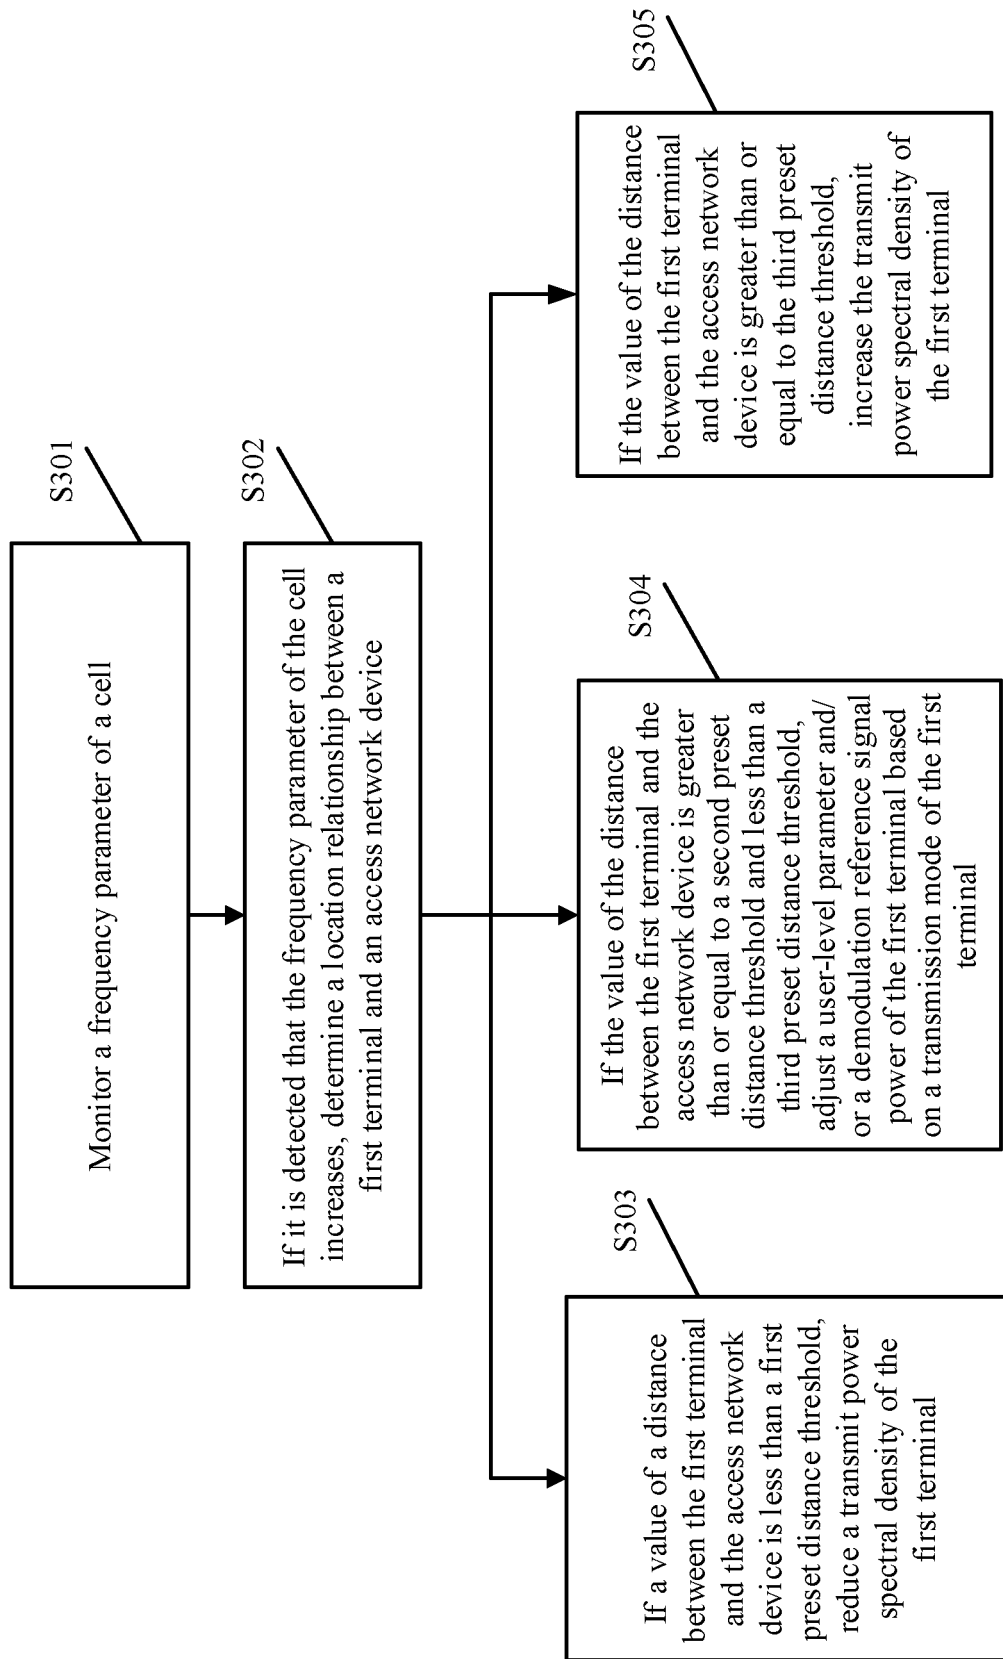 S301
Monitor a frequency parameter of a cell
S302
If it is detected that the frequency parameter of the cell
increases, determine a location relationship between a
first terminal and an access network device
S303
If a value of a distance
between the first terminal
and the access network
device is less than a first
preset distance threshold,
reduce a transmit power
spectral density of the
first terminal
S304
If the value of the distance
between the first terminal and the
access network device is greater
than or equal to a second preset
distance threshold and less than a
third preset distance threshold,
adjust a user-level parameter and/
or a demodulation reference signal
power of the first terminal based
on a transmission mode of the first
terminal
S305
If the value of the distance
between the first terminal
and the access network
device is greater than or
equal to the third preset
distance threshold,
increase the transmit
power spectral density of
the first terminal